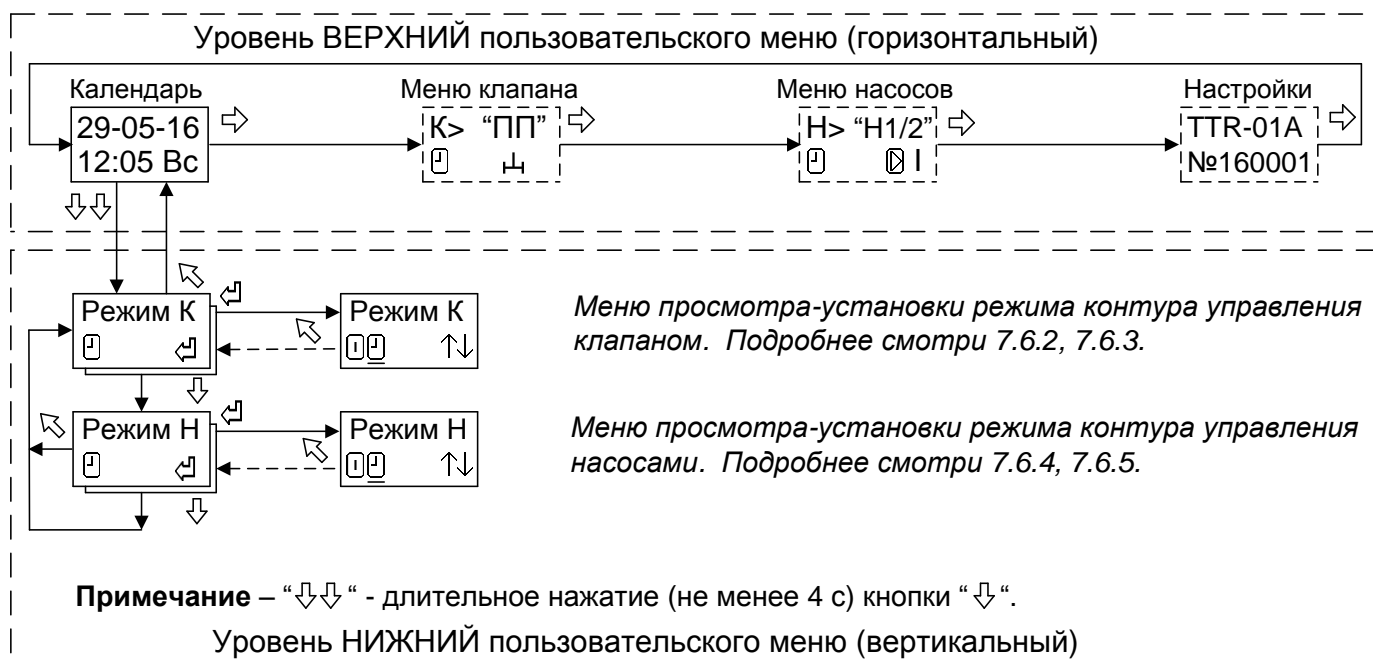 Уровень ВЕРХНИЙ пользовательского меню (горизонтальный)
Календарь
Меню клапана
Меню насосов
Настройки
29-05-16
12:05 Вс
К> “ПП”
Н> “Н1/2”
I
TTR-01A
№160001
Режим К
Режим К
Меню просмотра-установки режима контура управления
клапаном. Подробнее смотри 7.6.2, 7.6.3.
Режим Н
Режим Н
Меню просмотра-установки режима контура управления
насосами. Подробнее смотри 7.6.4, 7.6.5.
Примечание – “⇩⇩ “ - длительное нажатие (не менее 4 с) кнопки “ ⇩ “.
Уровень НИЖНИЙ пользовательского меню (вертикальный)